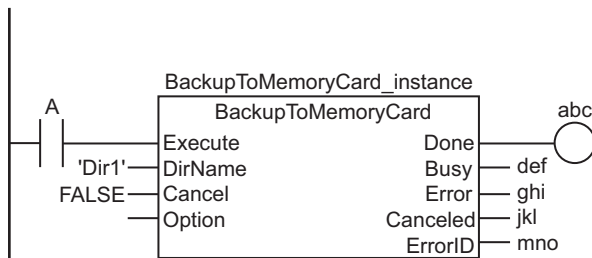 BackupToMemoryCard_instance
A
BackupToMemoryCard
abc
Execute Done
'Dir1' DirName Busy def
FALSE Cancel Error ghi
Option Canceled jkl
ErrorID mno